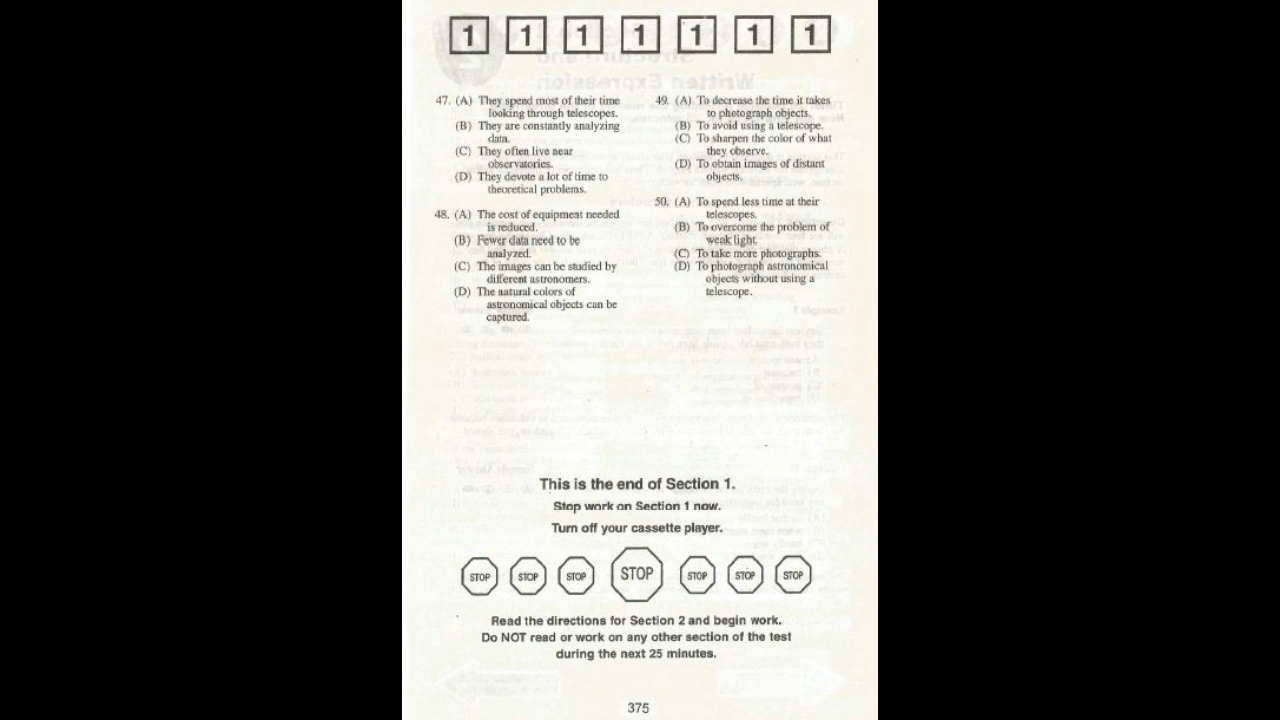 1 1 1 1 1 1 1
47. (A) They spend most of their time
looking through telescopes.
(B) They are constantly analyzing
data.
(C) They often live near
observatories.
(D) They devote a lot of time to
theoretical problems.
48. (A) The cost of equipment needed
is reduced.
(B) Fewer data need to be
analyzed.
(C) The images can be studied by
different astronomers.
(D) The natural colors of
astronomical objects can be
captured.
49. (A) To decrease the time it takes
to photograph objects.
(B) To avoid using a telescope.
(C) To sharpen the color of what
they observe.
(D) To obtain images of distant
objects.
50. (A) To spend less time at their
telescopes.
(B) To overcome the problem of
weak light.
(C) To take more photographs.
(D) To photograph astronomical
objects without using a
telescope.
This is the end of Section 1.
Stop work on Section 1 now.
Turn off your cassette player.
STOP STOP STOP STOP STOP STOP STOP
Read the directions for Section 2 and begin work.
Do NOT read or work on any other section of the test
during the next 25 minutes.
375